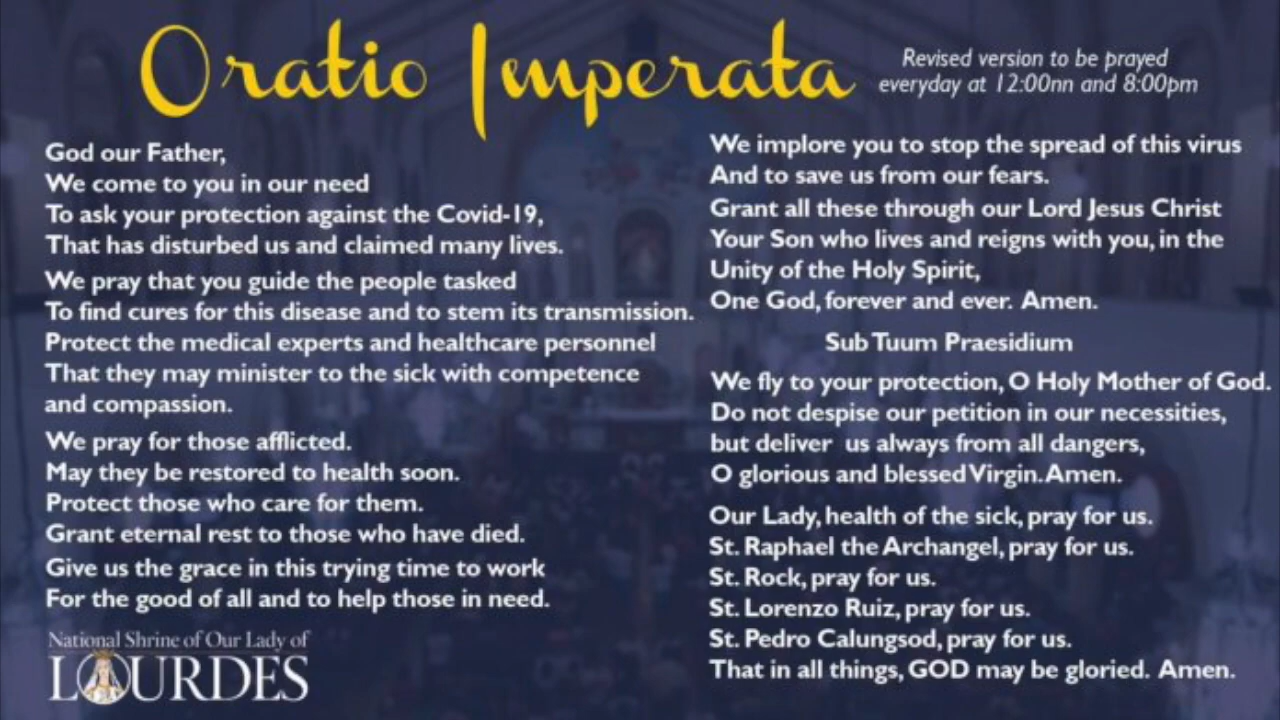 Oratio Imperata
Revised version to be prayed
everyday at 12:00nn and 8:00pm
God our Father,
We come to you in our need
To ask your protection against the Covid-19,
That has disturbed us and claimed many lives.
We pray that you guide the people tasked
To find cures for this disease and to stem its transmission.
Protect the medical experts and healthcare personnel
That they may minister to the sick with competence
and compassion.
We pray for those afflicted.
May they be restored to health soon.
Protect those who care for them.
Grant eternal rest to those who have died.
Give us the grace in this trying time to work
For the good of all and to help those in need.
National Shrine of Our Lady of
LOURDES
We implore you to stop the spread of this virus
And to save us from our fears.
Grant all these through our Lord Jesus Christ
Your Son who lives and reigns with you, in the
Unity of the Holy Spirit,
One God, forever and ever. Amen.
Sub Tuum Praesidium
We fly to your protection, O Holy Mother of God.
Do not despise our petition in our necessities,
but deliver us always from all dangers,
O glorious and blessed Virgin. Amen.
Our Lady, health of the sick, pray for us.
St. Raphael the Archangel, pray for us.
St. Rock, pray for us.
St. Lorenzo Ruiz, pray for us.
St. Pedro Calungsod, pray for us.
That in all things, GOD may be gloried. Amen.